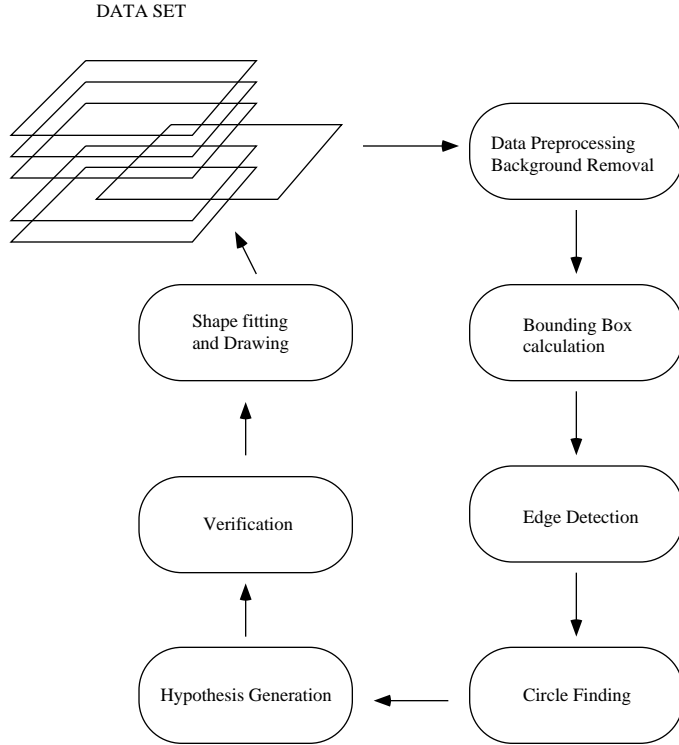 DATA SET
Data Preprocessing
Background Removal
Bounding Box
calculation
Edge Detection
Circle Finding
Hypothesis Generation
Verification
Shape fitting
and Drawing